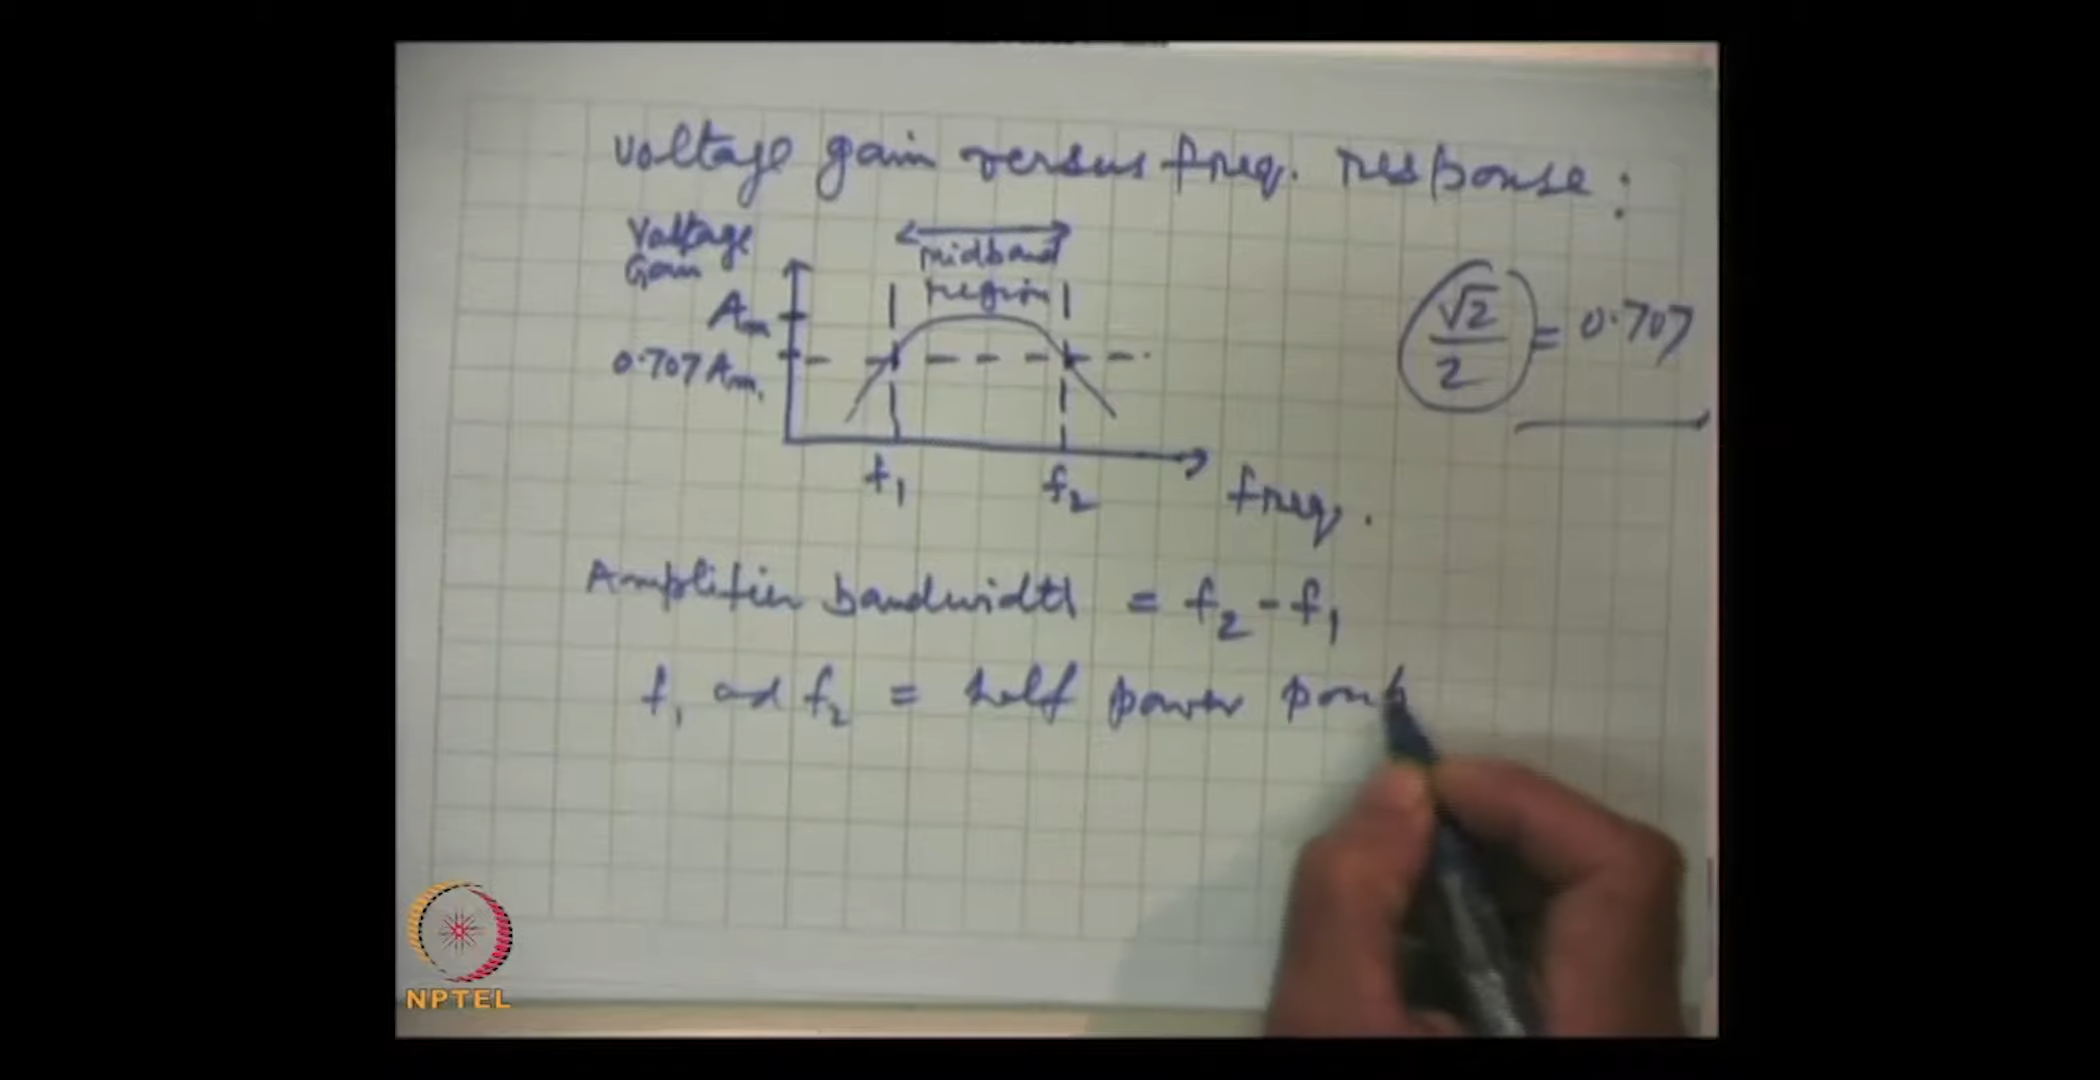 Voltage gain versus freq. response:
Voltage
Gain
midband
region
Am
0.707 Am.
f1
f2
freq.
√2/2 = 0.707
Amplifier bandwidth = f2 - f1
f1 and f2 = half power
NPTEL